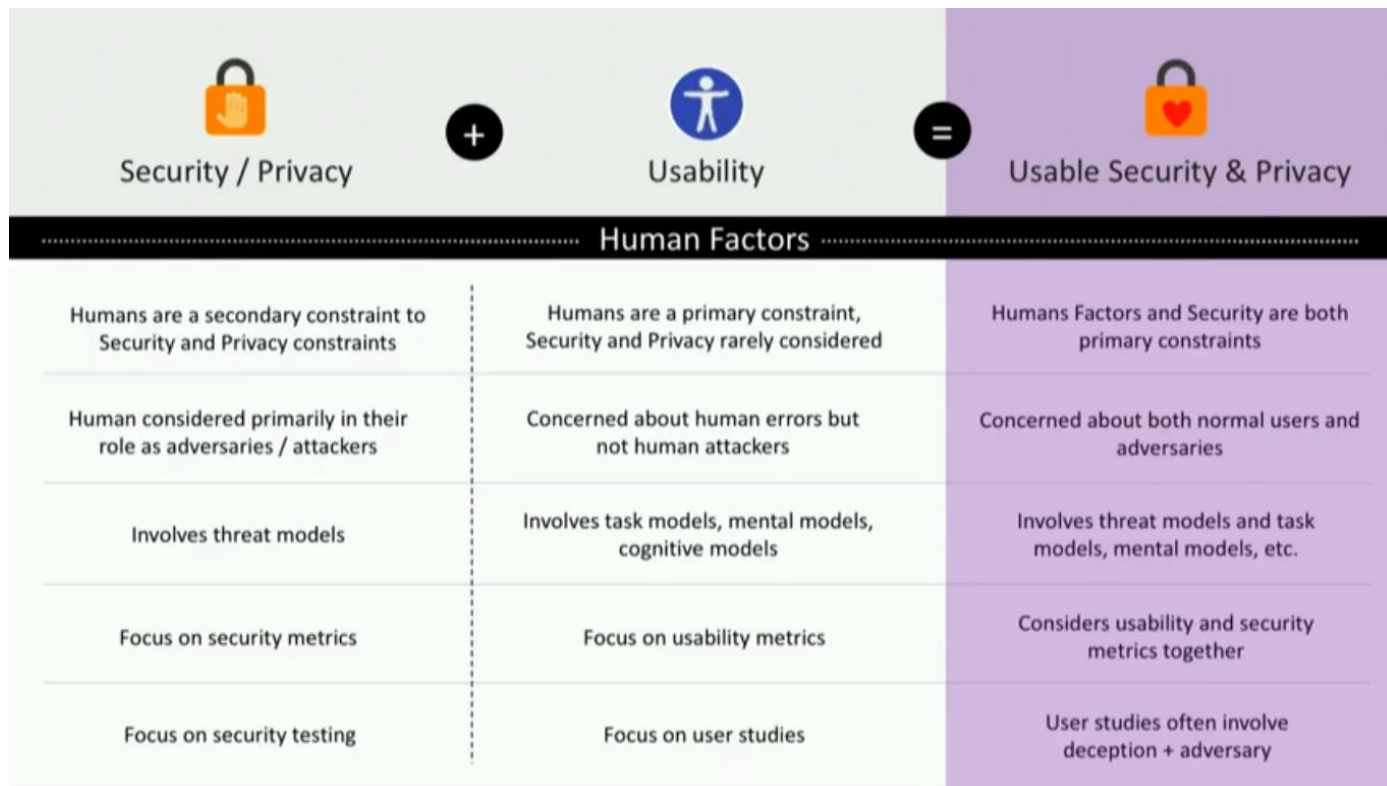 Security / Privacy
+
Usability
=
Usable Security & Privacy
Human Factors
Humans are a secondary constraint to
Security and Privacy constraints
Humans are a primary constraint,
Security and Privacy rarely considered
Humans Factors and Security are both
primary constraints
Human considered primarily in their
role as adversaries / attackers
Concerned about human errors but
not human attackers
Concerned about both normal users and
adversaries
Involves threat models
Involves task models, mental models,
cognitive models
Involves threat models and task
models, mental models, etc.
Focus on security metrics
Focus on usability metrics
Considers usability and security
metrics together
Focus on security testing
Focus on user studies
User studies often involve
deception + adversary